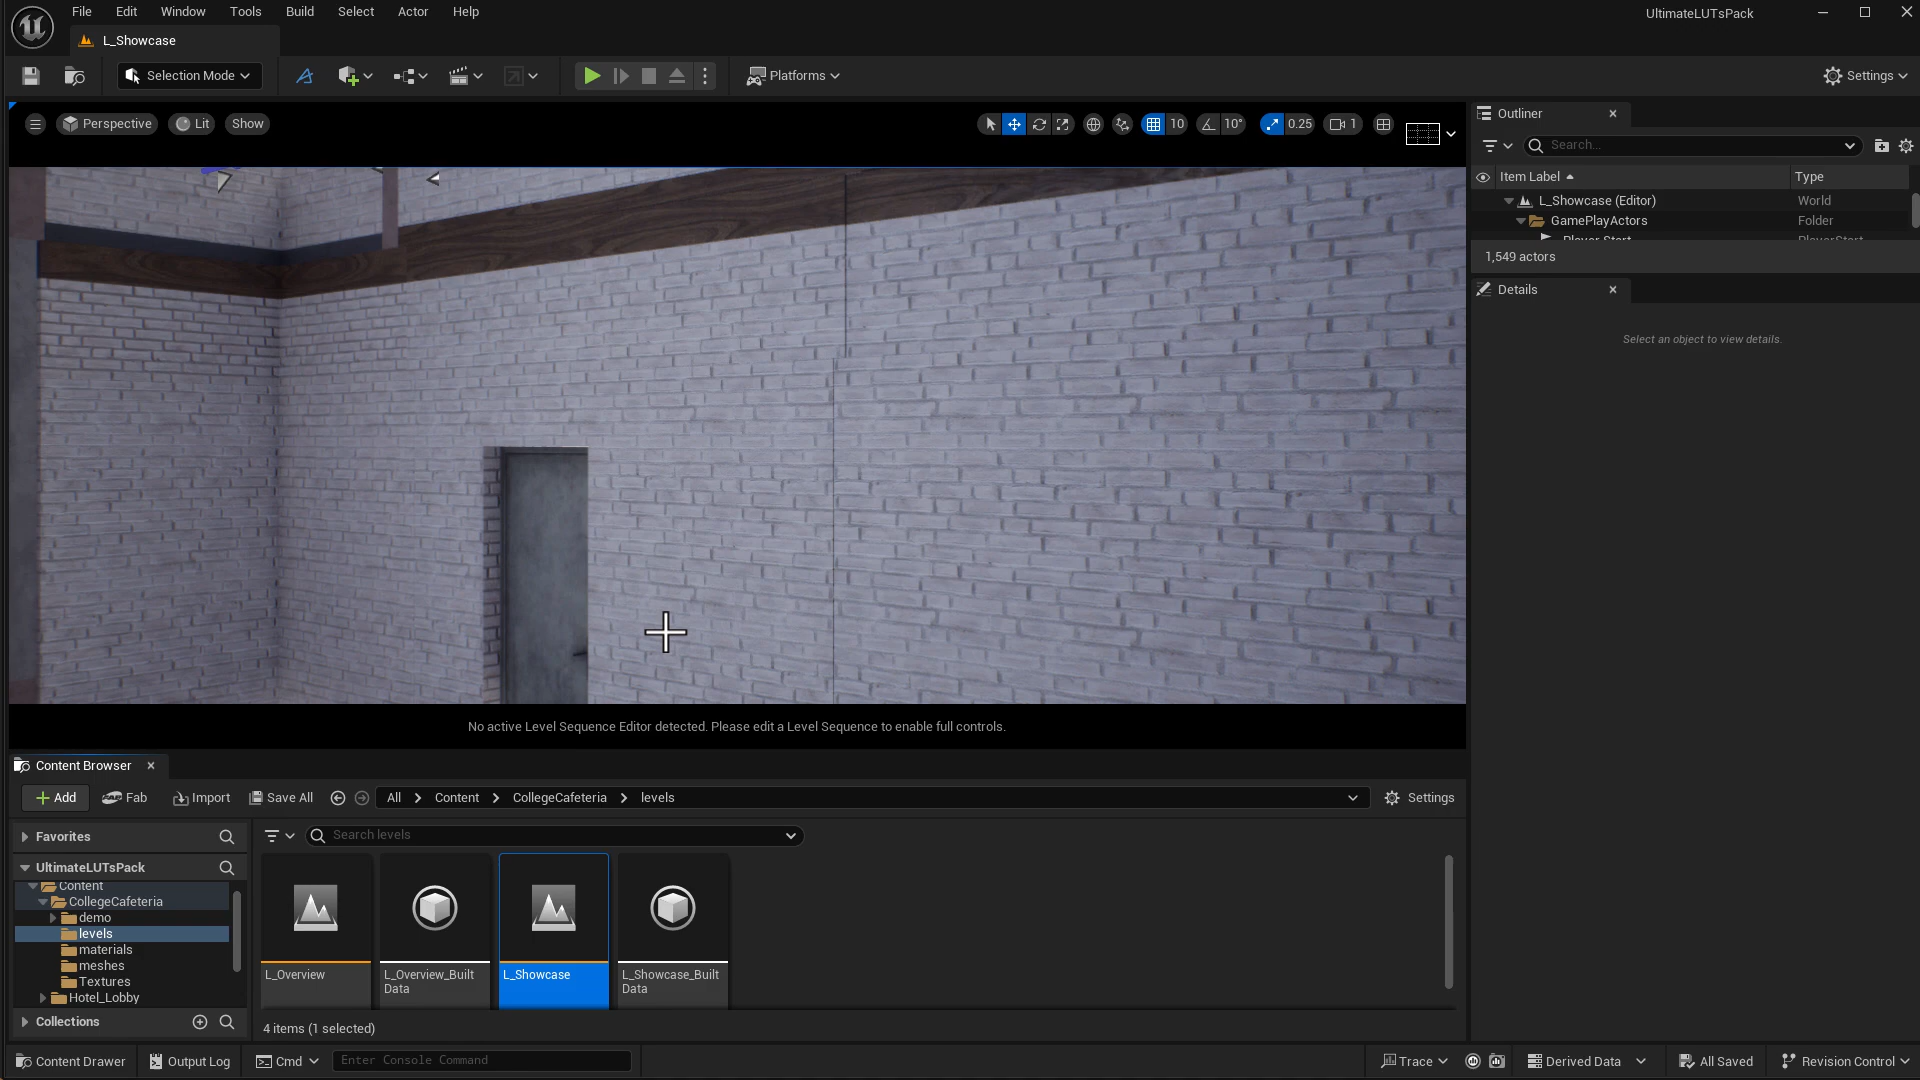 File Edit Window Tools Build Select Actor Help
UltimateLUTsPack
L_Showcase
Selection Mode
Platforms
Settings
Perspective Lit Show
10 10° 0.25 1
Outliner
Search...
Item Label Type
L_Showcase (Editor) World
GamePlayActors Folder
Player Start PlayerStart
1,549 actors
Details
Select an object to view details.
No active Level Sequence Editor detected. Please edit a Level Sequence to enable full controls.
Content Browser
Add Fab Import Save All All Content CollegeCafeteria levels Settings
Favorites
Search levels
UltimateLUTsPack
Content
CollegeCafeteria
demo
levels
materials
meshes
Textures
Hotel_Lobby
Collections
L_Overview
L_Overview_Built
Data
L_Showcase
L_Showcase_Built
Data
4 items (1 selected)
Content Drawer Output Log Cmd Enter Console Command Trace Derived Data All Saved Revision Control